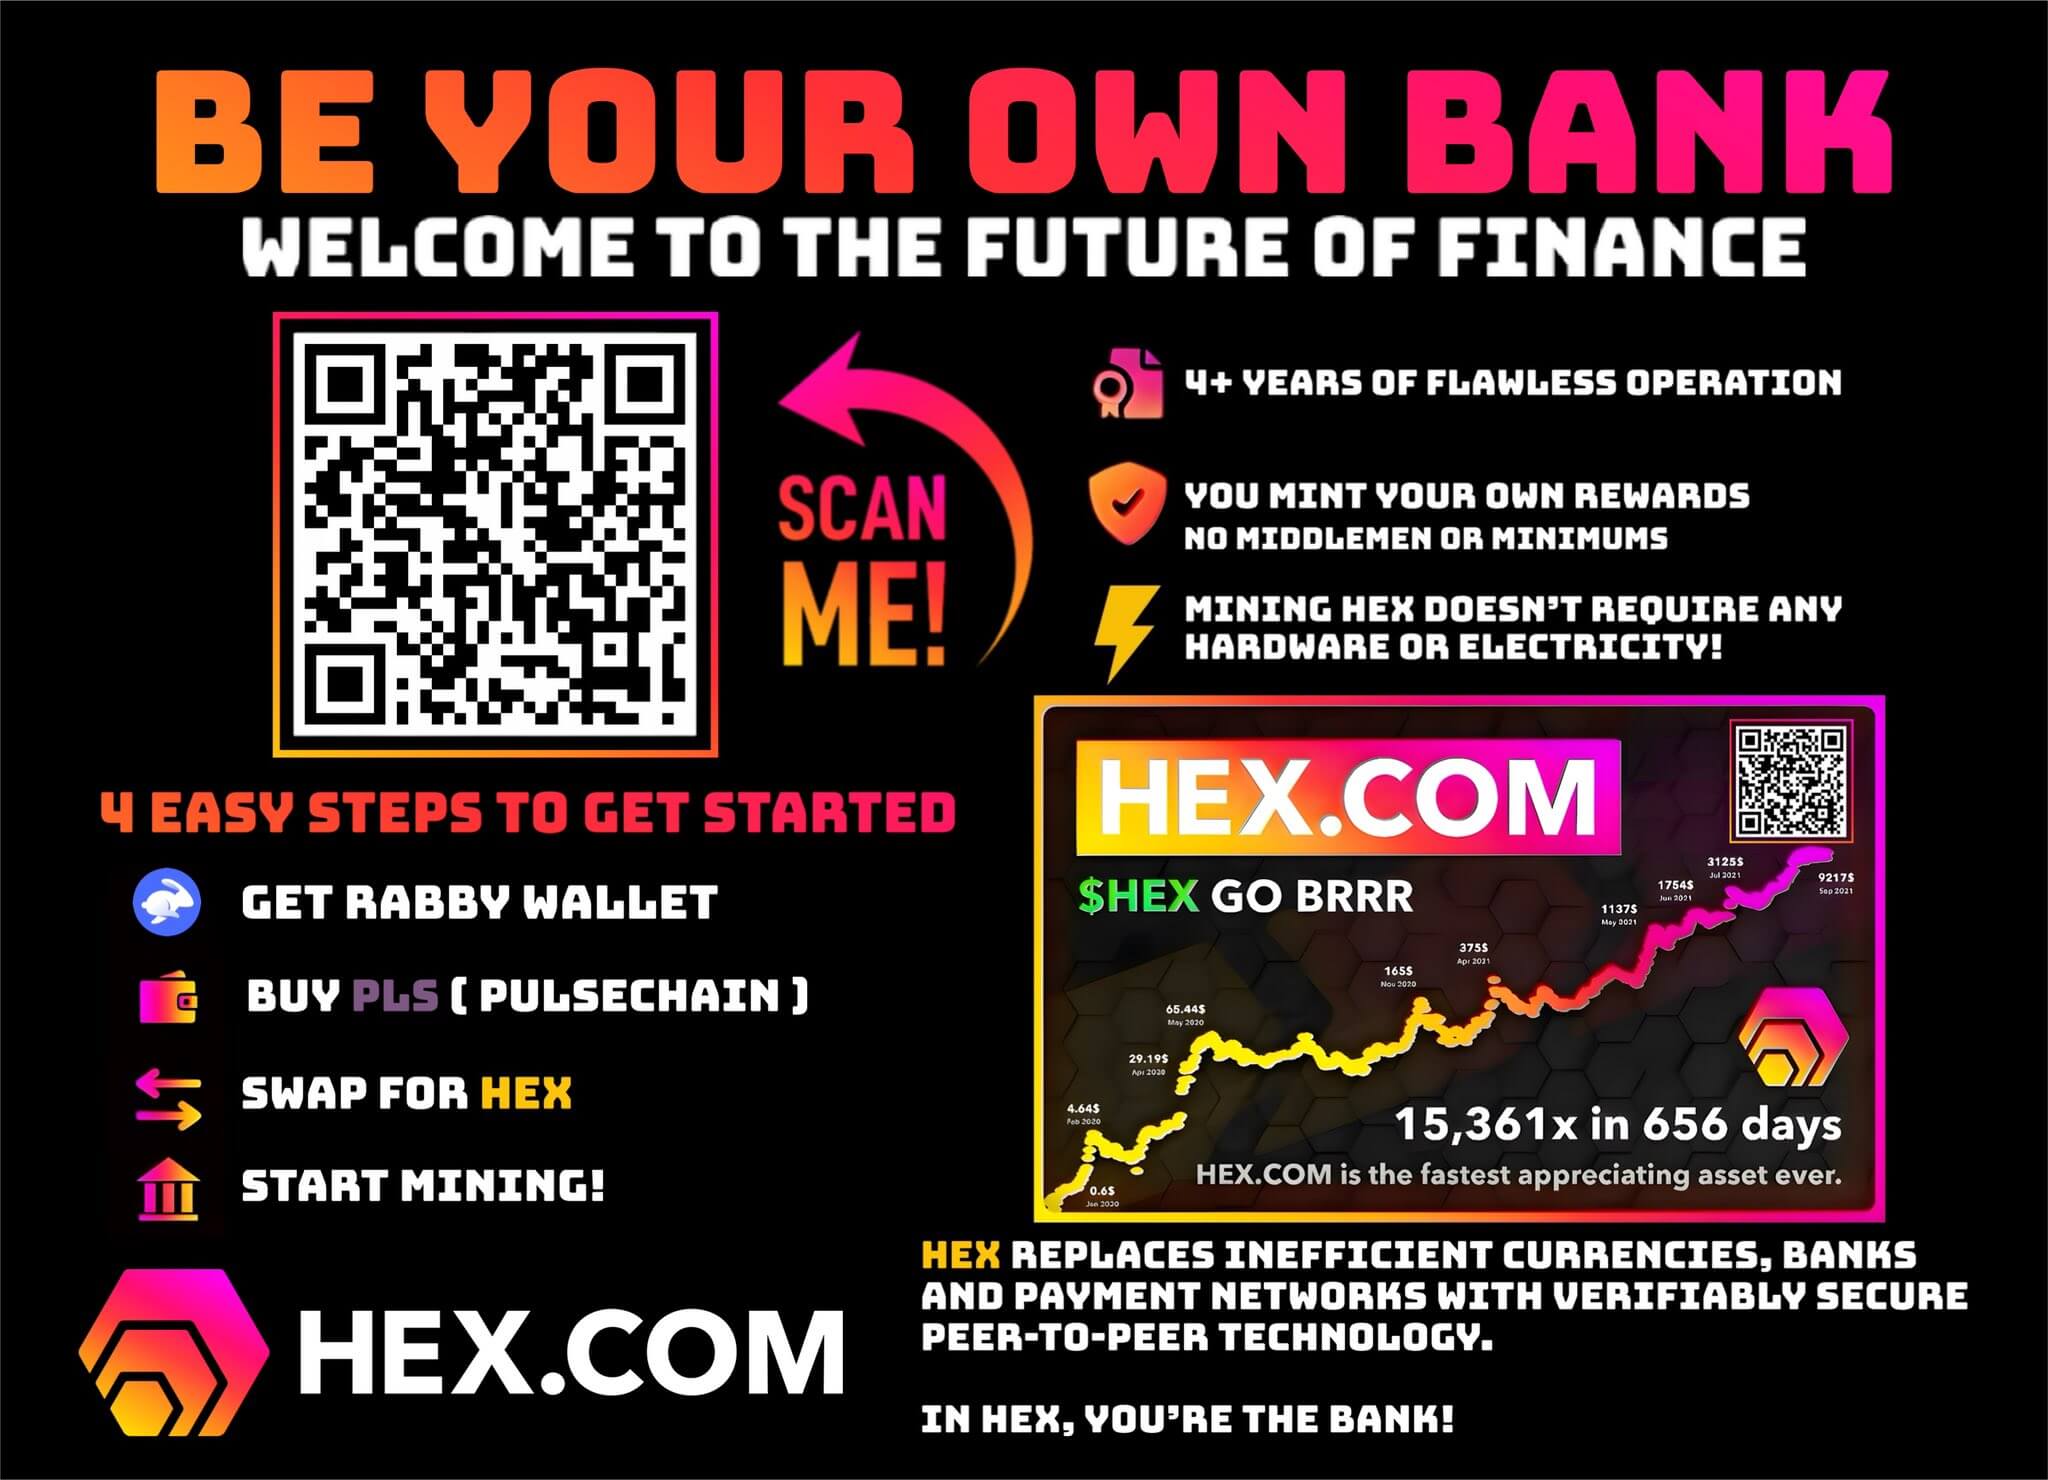 BE YOUR OWN BANK
WELCOME TO THE FUTURE OF FINANCE
SCAN
ME!
4+ YEARS OF FLAWLESS OPERATION
YOU MINT YOUR OWN REWARDS
NO MIDDLEMEN OR MINIMUMS
MINING HEX DOESN'T REQUIRE ANY
HARDWARE OR ELECTRICITY!
4 EASY STEPS TO GET STARTED
GET RABBY WALLET
BUY PLS ( PULSECHAIN )
SWAP FOR HEX
START MINING!
HEX.COM
HEX.COM
$HEX GO BRRR
0.6$
Jan 2020
4.64$
Feb 2020
29.19$
Apr 2020
65.44$
May 2020
165$
Nov 2020
375$
Apr 2021
1137$
May 2021
1754$
Jun 2021
3125$
Jul 2021
9217$
Sep 2021
15,361x in 656 days
HEX.COM is the fastest appreciating asset ever.
HEX REPLACES INEFFICIENT CURRENCIES, BANKS
AND PAYMENT NETWORKS WITH VERIFIABLY SECURE
PEER-TO-PEER TECHNOLOGY.
IN HEX, YOU'RE THE BANK!